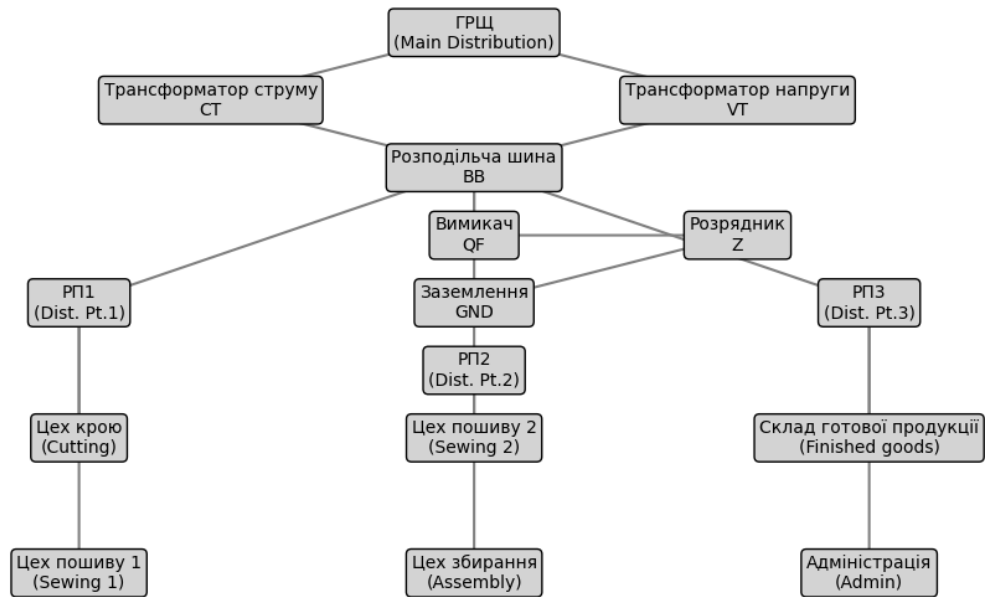 ГРЩ
(Main Distribution)
Трансформатор струму
CT
Трансформатор напруги
VT
Розподільча шина
BB
Вимикач
QF
Розрядник
Z
РП1
(Dist. Pt.1)
Заземлення
GND
РП3
(Dist. Pt.3)
РП2
(Dist. Pt.2)
Цех крою
(Cutting)
Цех пошиву 2
(Sewing 2)
Склад готової продукції
(Finished goods)
Цех пошиву 1
(Sewing 1)
Цех збирання
(Assembly)
Адміністрація
(Admin)